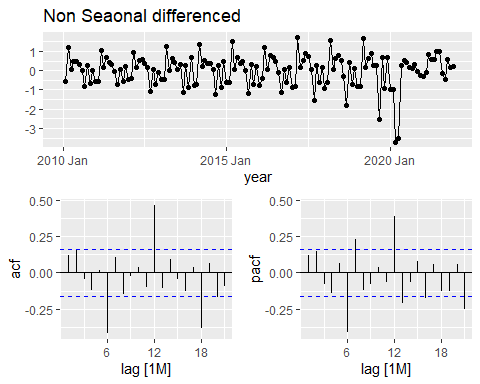 Non Seaonal differenced
1
0
-1
-2
-3
2010 Jan
2015 Jan
2020 Jan
year
0.50
0.25
0.00
-0.25
acf
6
12
18
lag [1M]
0.50
0.25
0.00
-0.25
pacf
6
12
18
lag [1M]